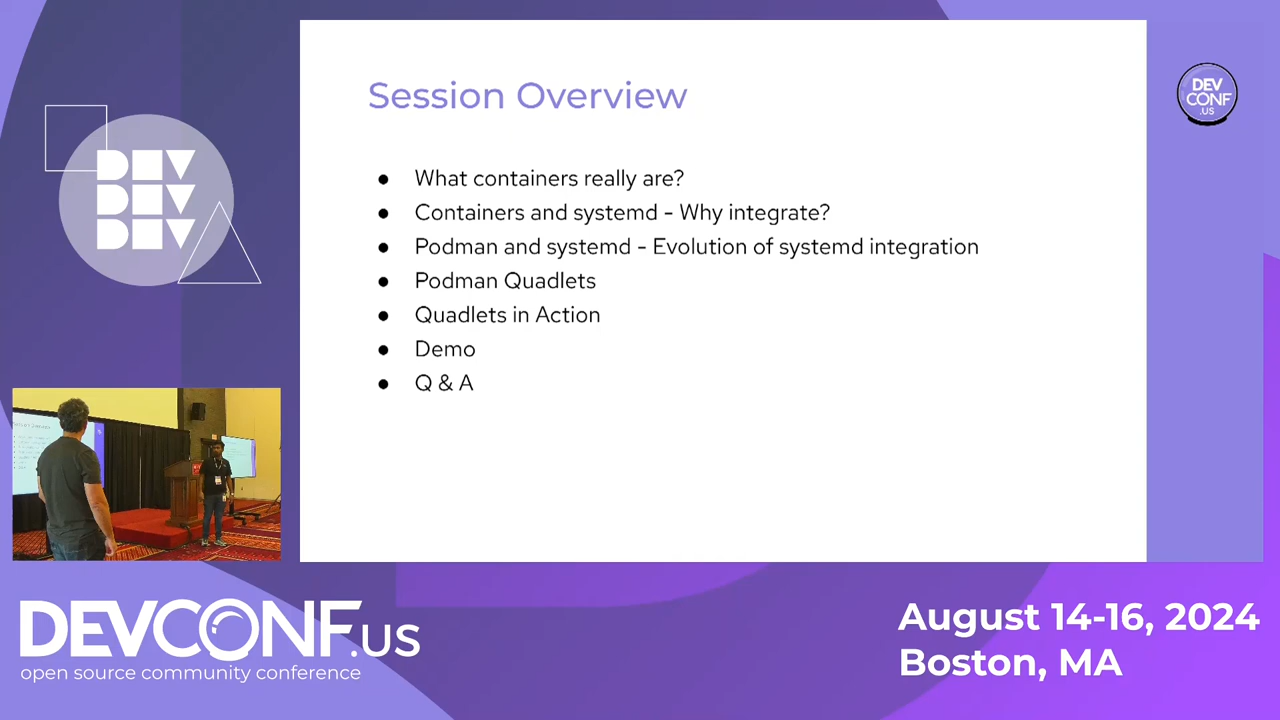 Session Overview
What containers really are?
Containers and systemd - Why integrate?
Podman and systemd - Evolution of systemd integration
Podman Quadlets
Quadlets in Action
Demo
Q & A
DEV
CONF
.US
DEV
DEV
DEV
DEVCONF.US
open source community conference
August 14-16, 2024
Boston, MA